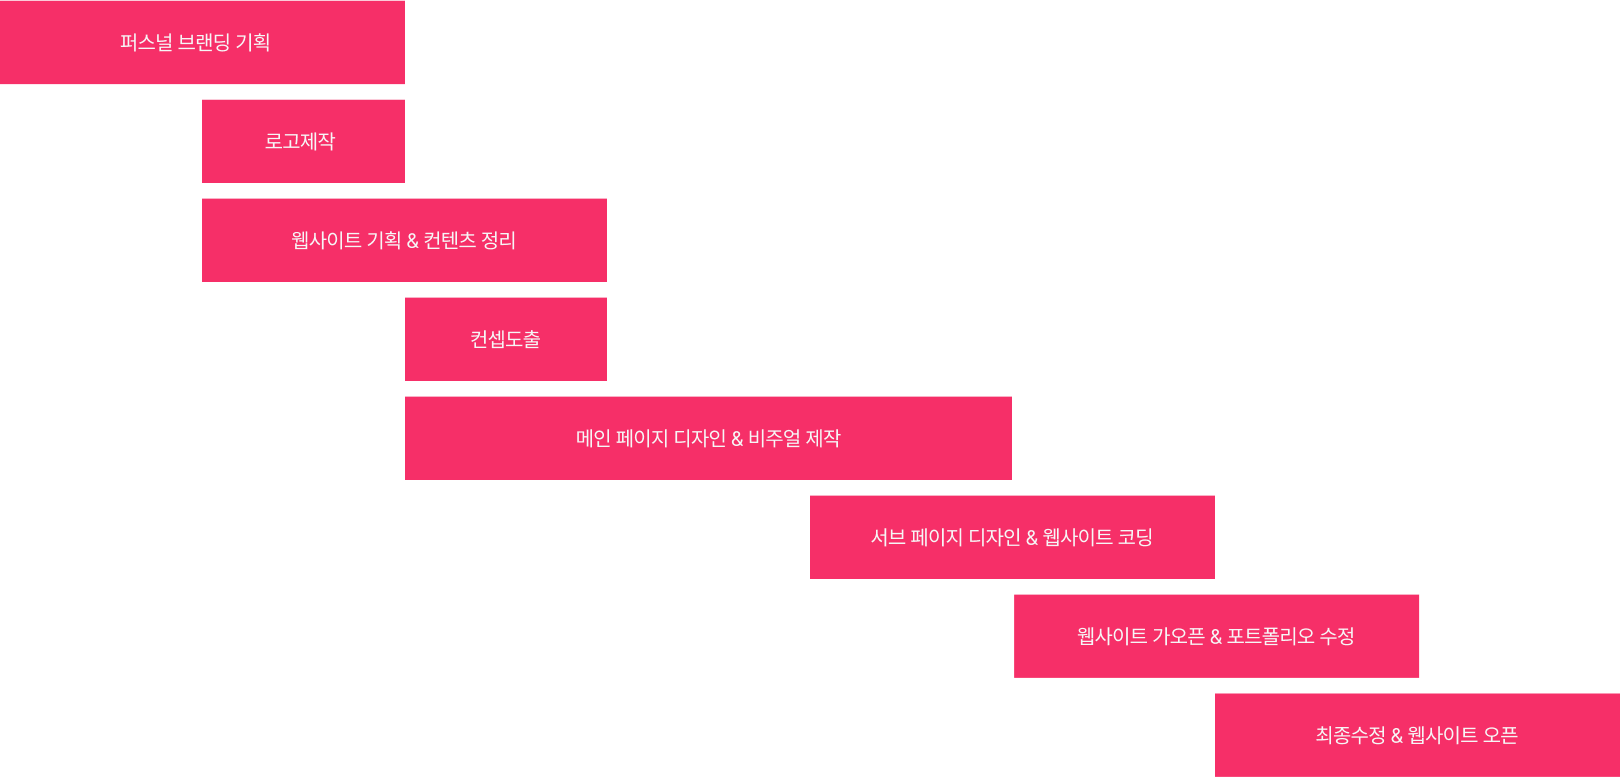 퍼스널 브랜딩 기획
로고제작
웹사이트 기획 & 컨텐츠 정리
컨셉도출
메인 페이지 디자인 & 비주얼 제작
서브 페이지 디자인 & 웹사이트 코딩
웹사이트 가오픈 & 포트폴리오 수정
최종수정 & 웹사이트 오픈